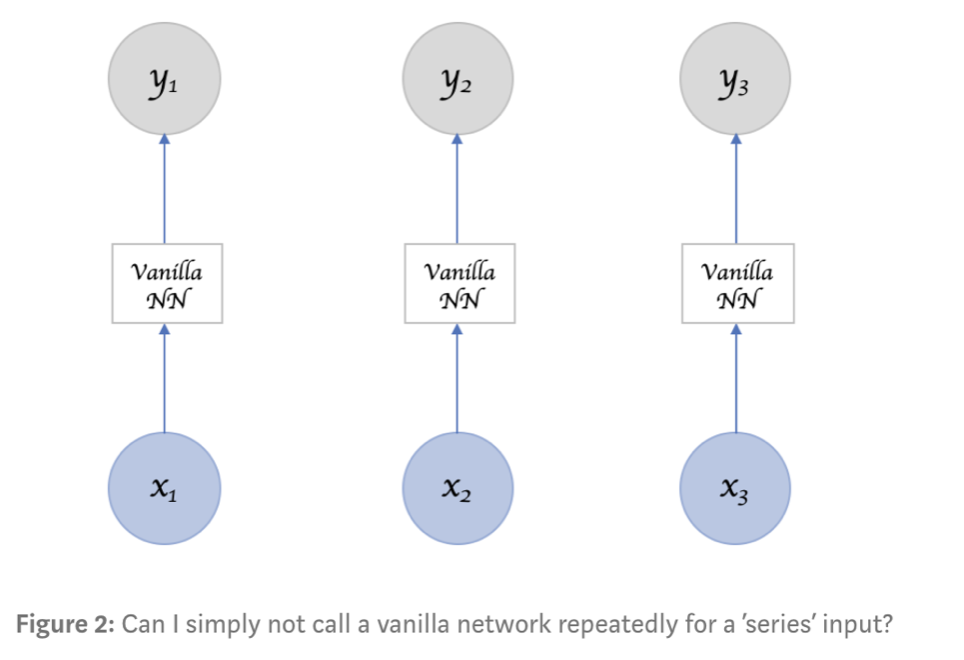 y₁ y₂ y₃
Vanilla Vanilla Vanilla
NN NN NN
x₁ x₂ x₃
Figure 2: Can I simply not call a vanilla network repeatedly for a 'series' input?